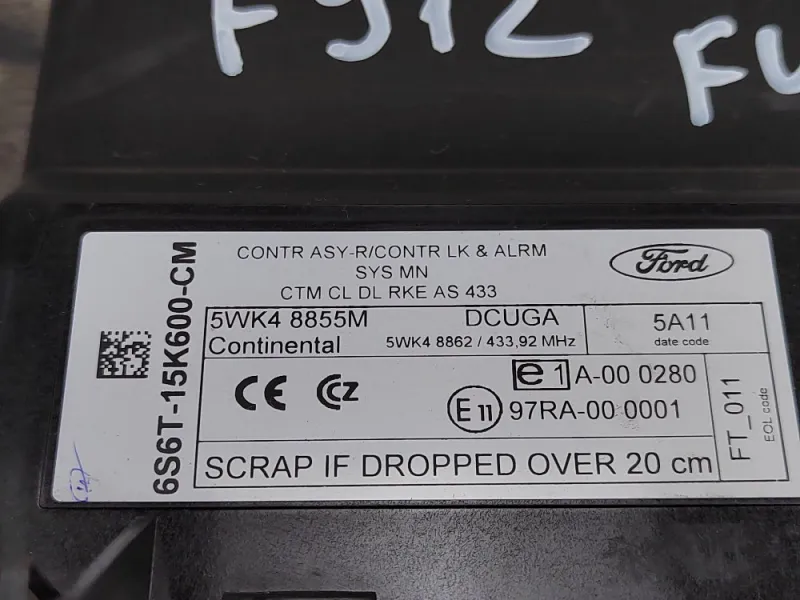 F912
FU
6S6T-15K600-CM
CONTR ASY-R/CONTR LK & ALRM
SYS MN
CTM CL DL RKE AS 433
Ford
5WK4 8855M DCUGA
Continental 5WK4 8862 / 433,92 MHz
5A11
date code
CE CZ
e1 A-00 0280
E11 97RA-00 0001
FT_011
EOL code
SCRAP IF DROPPED OVER 20 cm